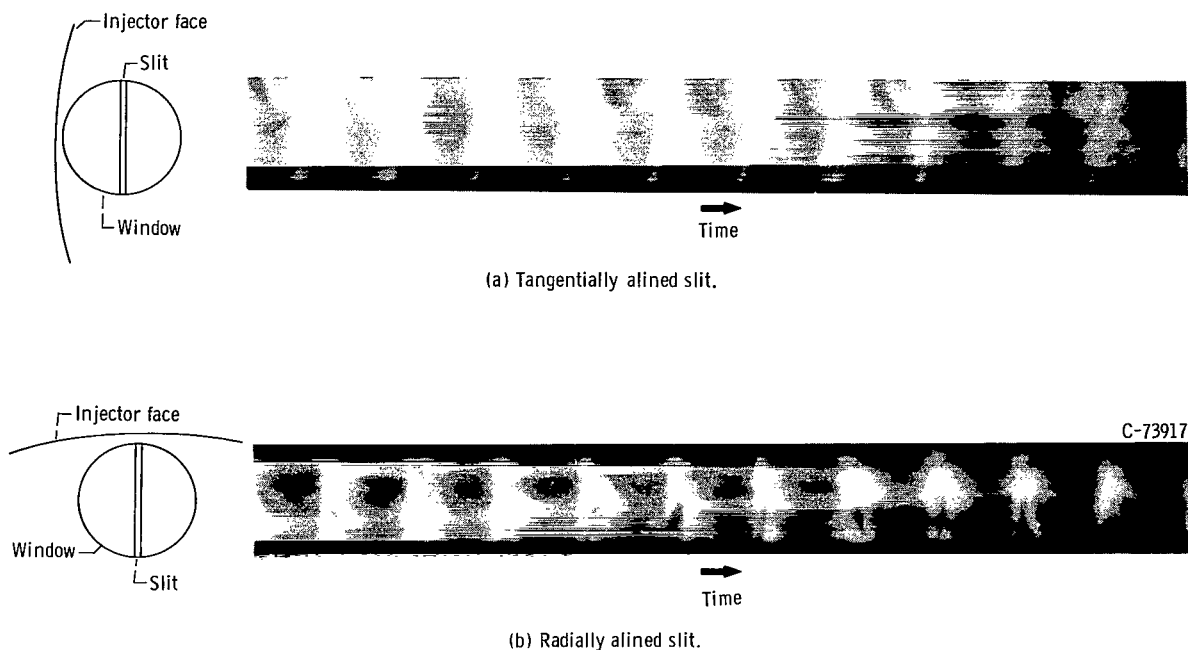 Injector face
Slit
Window
Time
(a) Tangentially alined slit.
Injector face
C-73917
Window
Slit
Time
(b) Radially alined slit.